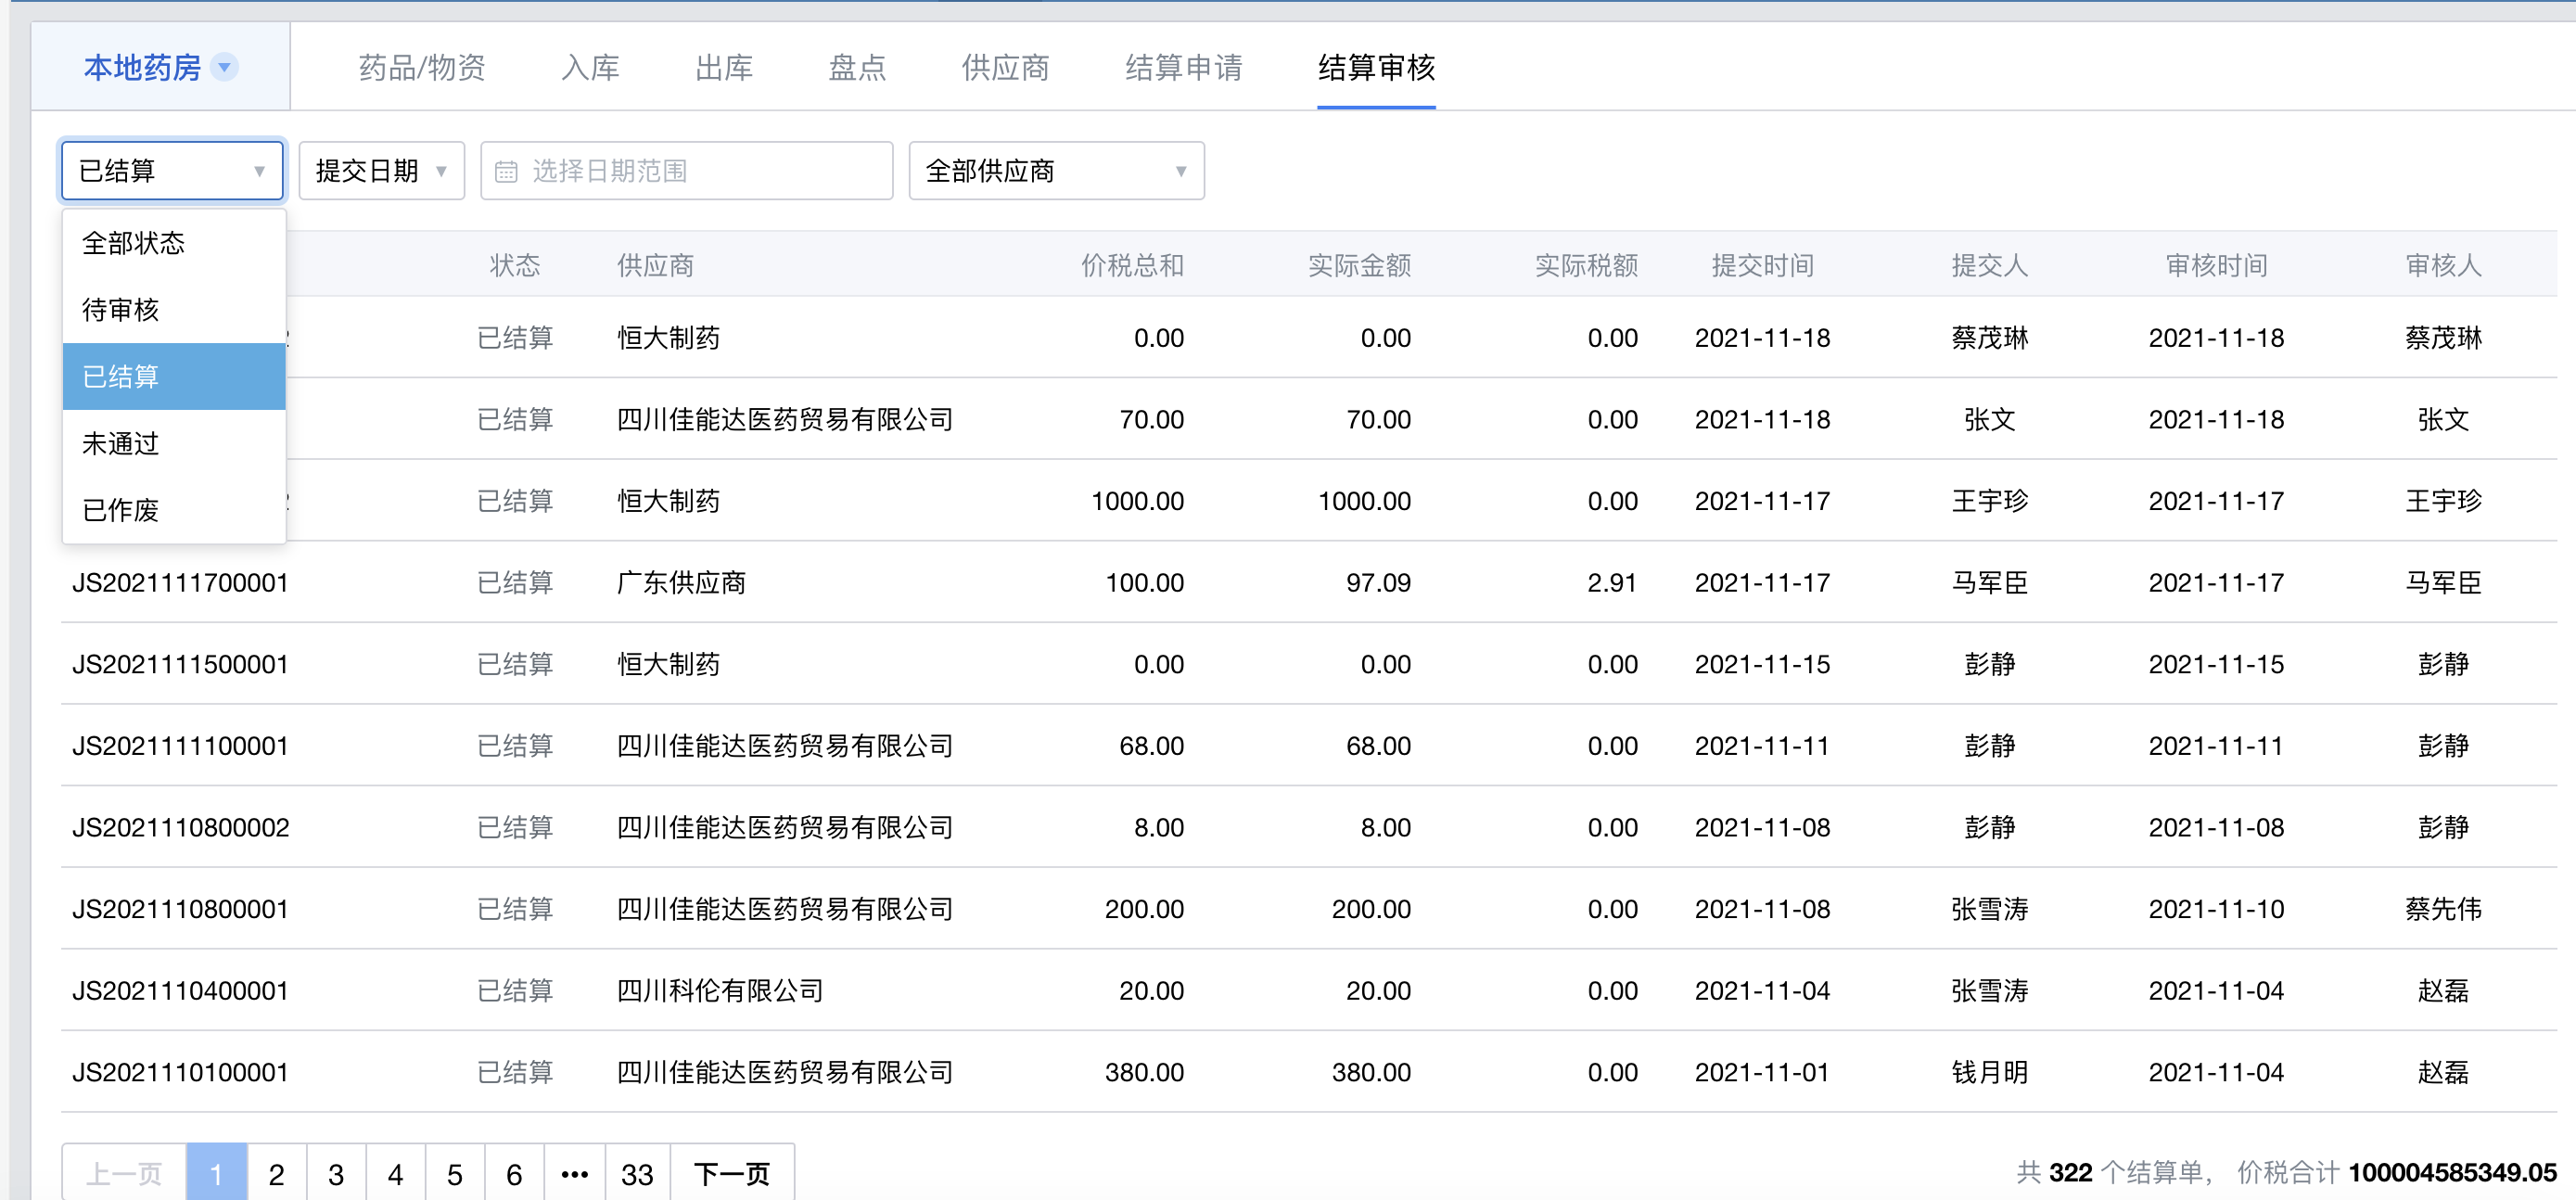 本地药房 药品/物资 入库 出库 盘点 供应商 结算申请 结算审核
已结算 提交日期 选择日期范围 全部供应商
全部状态
待审核
已结算
未通过
已作废
状态 供应商 价税总和 实际金额 实际税额 提交时间 提交人 审核时间 审核人
已结算 恒大制药 0.00 0.00 0.00 2021-11-18 蔡茂琳 2021-11-18 蔡茂琳
已结算 四川佳能达医药贸易有限公司 70.00 70.00 0.00 2021-11-18 张文 2021-11-18 张文
已结算 恒大制药 1000.00 1000.00 0.00 2021-11-17 王宇珍 2021-11-17 王宇珍
JS2021111700001 已结算 广东供应商 100.00 97.09 2.91 2021-11-17 马军臣 2021-11-17 马军臣
JS2021111500001 已结算 恒大制药 0.00 0.00 0.00 2021-11-15 彭静 2021-11-15 彭静
JS2021111100001 已结算 四川佳能达医药贸易有限公司 68.00 68.00 0.00 2021-11-11 彭静 2021-11-11 彭静
JS2021110800002 已结算 四川佳能达医药贸易有限公司 8.00 8.00 0.00 2021-11-08 彭静 2021-11-08 彭静
JS2021110800001 已结算 四川佳能达医药贸易有限公司 200.00 200.00 0.00 2021-11-08 张雪涛 2021-11-10 蔡先伟
JS2021110400001 已结算 四川科伦有限公司 20.00 20.00 0.00 2021-11-04 张雪涛 2021-11-04 赵磊
JS2021110100001 已结算 四川佳能达医药贸易有限公司 380.00 380.00 0.00 2021-11-01 钱月明 2021-11-04 赵磊
上一页 1 2 3 4 5 6 ••• 33 下一页 共 322 个结算单， 价税合计 100004585349.05